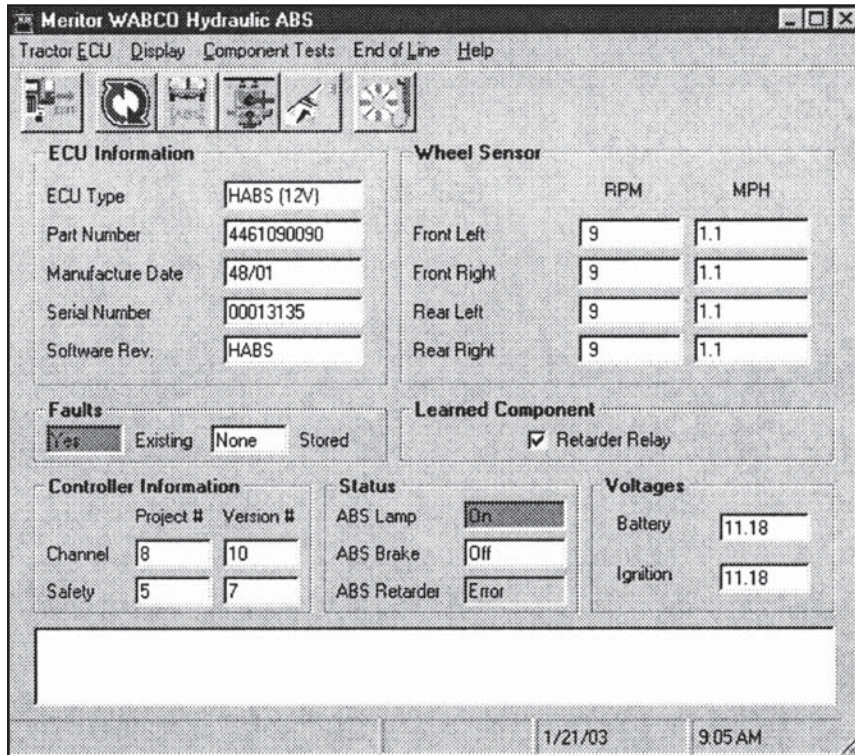 Meritor WABCO Hydraulic ABS
Tractor ECU Display Component Tests End of Line Help
ECU Information
ECU Type HABS (12V)
Part Number 4461090090
Manufacture Date 48/01
Serial Number 00013135
Software Rev. HABS
Wheel Sensor
RPM MPH
Front Left 9 1.1
Front Right 9 1.1
Rear Left 9 1.1
Rear Right 9 1.1
Faults
Yes Existing None Stored
Learned Component
Retarder Relay
Controller Information
Project # Version #
Channel 8 10
Safety 5 7
Status
ABS Lamp On
ABS Brake Off
ABS Retarder Error
Voltages
Battery 11.18
Ignition 11.18
1/21/03 9:05 AM